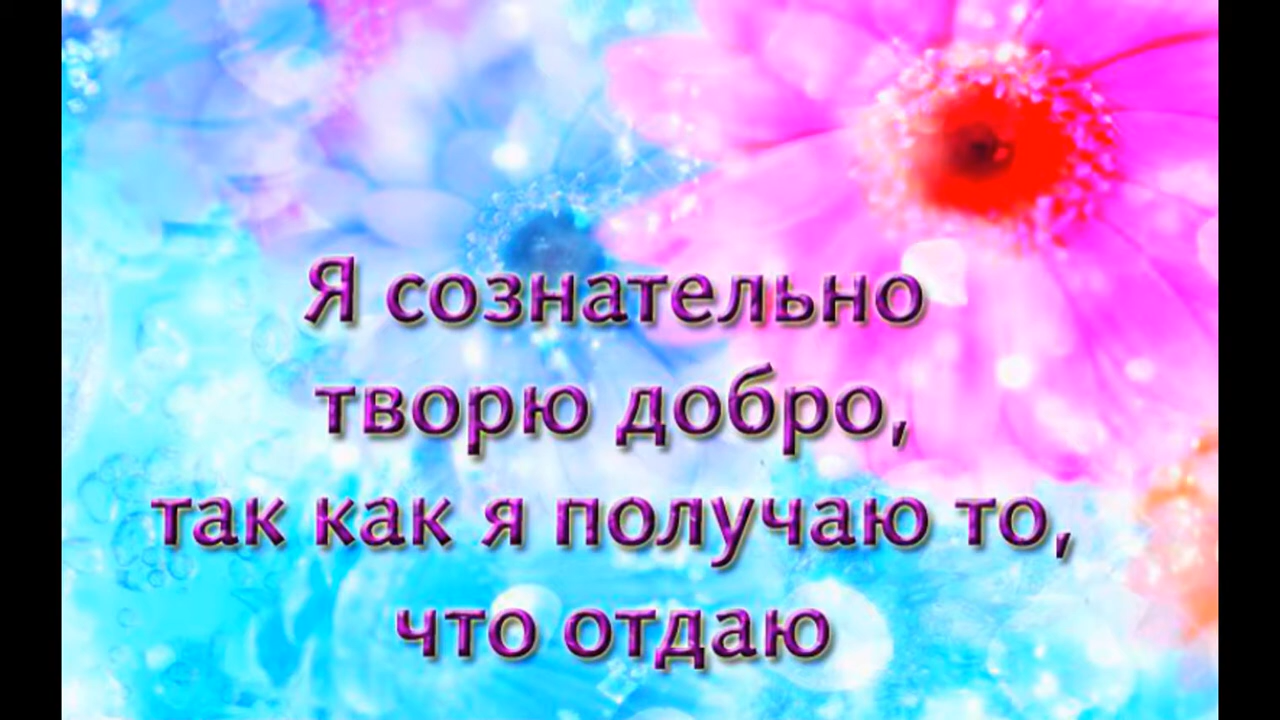 Я сознательно
творю добро,
так как я получаю то,
что отдаю